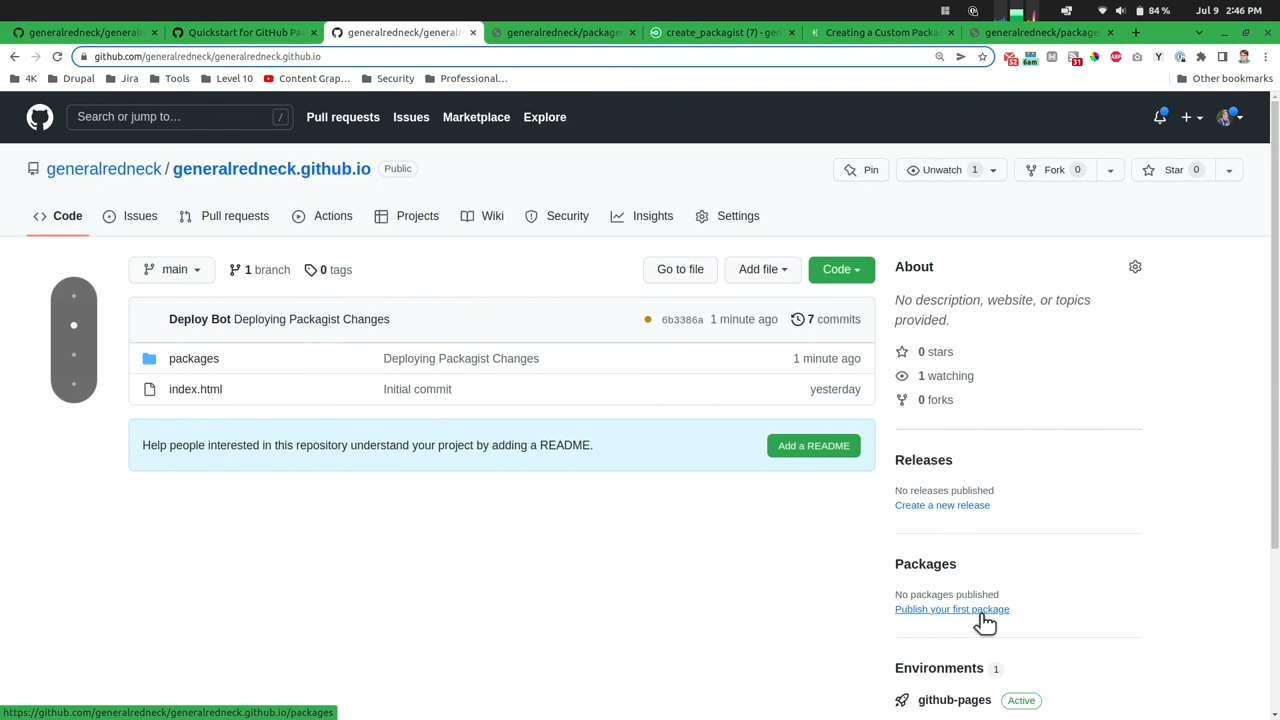 84 %
Jul 9 2:46 PM
generalredneck/general
Quickstart for GitHub Pa
generalredneck/general
generalredneck/packages
create_packagist (7) - gen
Creating a Custom Packa
generalredneck/packages
github.com/generalredneck/generalredneck.github.io
52
6am
31
4K
Drupal
Jira
Tools
Level 10
Content Grap…
Security
Professional…
Other bookmarks
Search or jump to…
/
Pull requests
Issues
Marketplace
Explore
generalredneck / generalredneck.github.io
Public
Pin
Unwatch 1
Fork 0
Star 0
Code
Issues
Pull requests
Actions
Projects
Wiki
Security
Insights
Settings
main
1 branch
0 tags
Go to file
Add file
Code
Deploy Bot Deploying Packagist Changes
6b3386a 1 minute ago
7 commits
packages
Deploying Packagist Changes
1 minute ago
index.html
Initial commit
yesterday
Help people interested in this repository understand your project by adding a README.
Add a README
About
No description, website, or topics
provided.
0 stars
1 watching
0 forks
Releases
No releases published
Create a new release
Packages
No packages published
Publish your first package
Environments 1
github-pages Active
https://github.com/generalredneck/generalredneck.github.io/packages